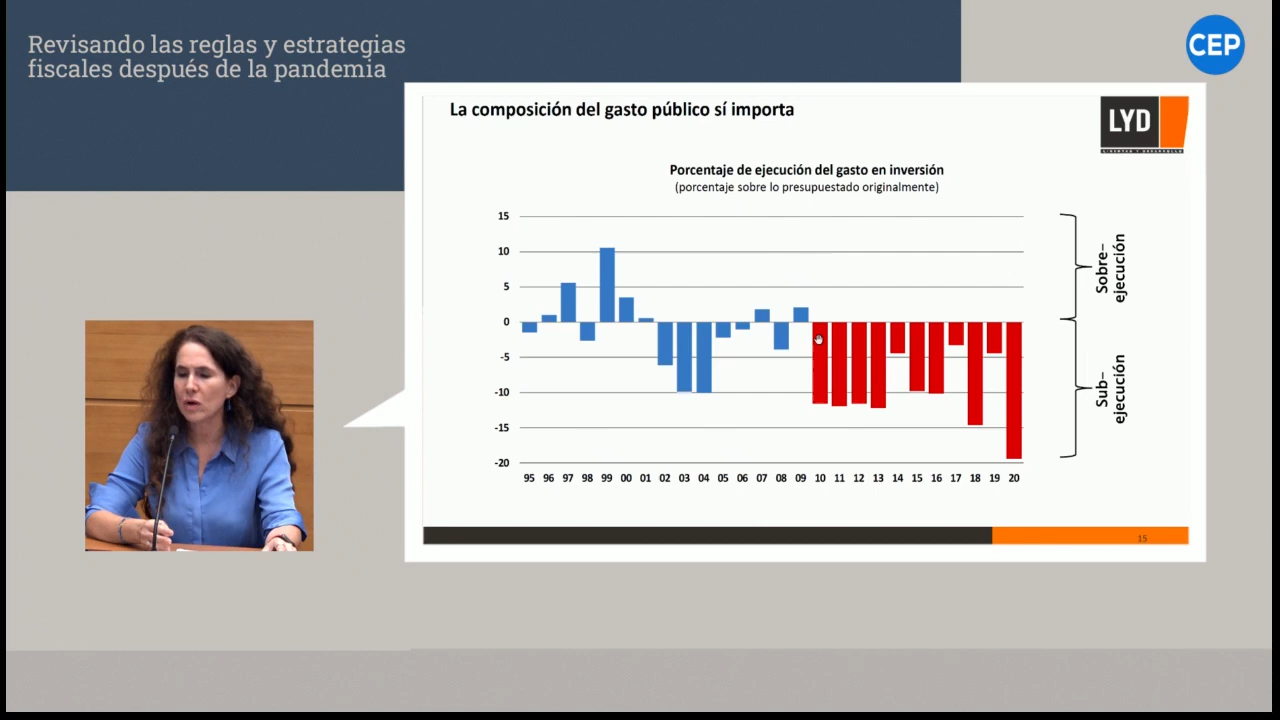 Revisando las reglas y estrategias
fiscales después de la pandemia
CEP
La composición del gasto público sí importa
LYD
LIBERTAD Y DESARROLLO
Porcentaje de ejecución del gasto en inversión
(porcentaje sobre lo presupuestado originalmente)
15
10
5
0
-5
-10
-15
-20
95 96 97 98 99 00 01 02 03 04 05 06 07 08 09 10 11 12 13 14 15 16 17 18 19 20
Sobre-
ejecución
Sub-
ejecución
15